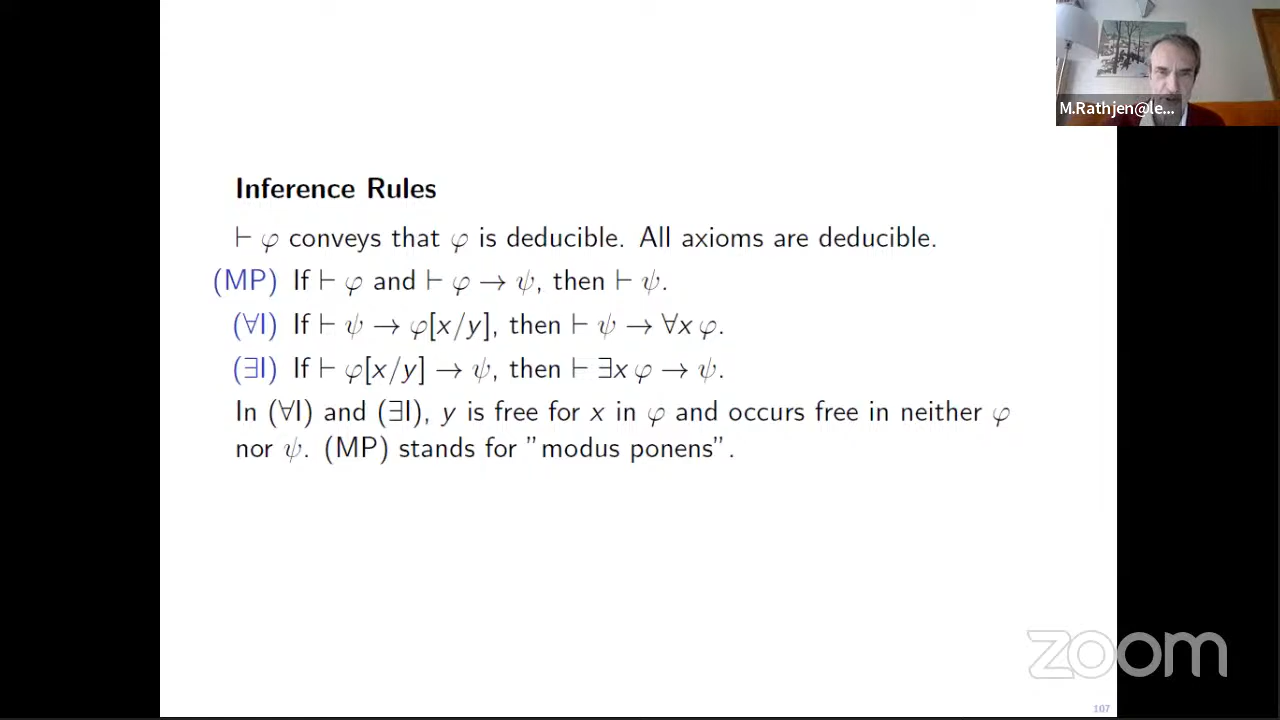 M.Rathjen@le...
Inference Rules
⊢ φ conveys that φ is deducible. All axioms are deducible.
(MP) If ⊢ φ and ⊢ φ → ψ, then ⊢ ψ.
(∀I) If ⊢ ψ → φ[x/y], then ⊢ ψ → ∀x φ.
(∃I) If ⊢ φ[x/y] → ψ, then ⊢ ∃x φ → ψ.
In (∀I) and (∃I), y is free for x in φ and occurs free in neither φ
nor ψ. (MP) stands for ”modus ponens”.
zoom
107